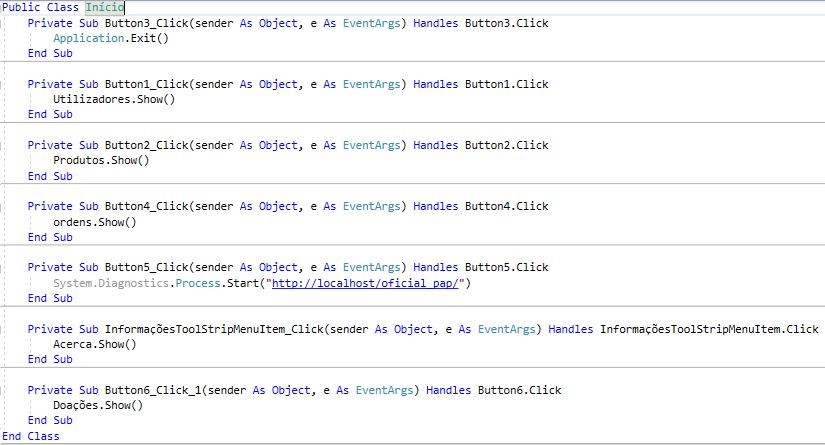 Public Class Início
Private Sub Button3_Click(sender As Object, e As EventArgs) Handles Button3.Click
Application.Exit()
End Sub
Private Sub Button1_Click(sender As Object, e As EventArgs) Handles Button1.Click
Utilizadores.Show()
End Sub
Private Sub Button2_Click(sender As Object, e As EventArgs) Handles Button2.Click
Produtos.Show()
End Sub
Private Sub Button4_Click(sender As Object, e As EventArgs) Handles Button4.Click
ordens.Show()
End Sub
Private Sub Button5_Click(sender As Object, e As EventArgs) Handles Button5.Click
System.Diagnostics.Process.Start("http://localhost/oficial_pap/")
End Sub
Private Sub InformaçõesToolStripMenuItem_Click(sender As Object, e As EventArgs) Handles InformaçõesToolStripMenuItem.Click
Acerca.Show()
End Sub
Private Sub Button6_Click_1(sender As Object, e As EventArgs) Handles Button6.Click
Doações.Show()
End Sub
End Class